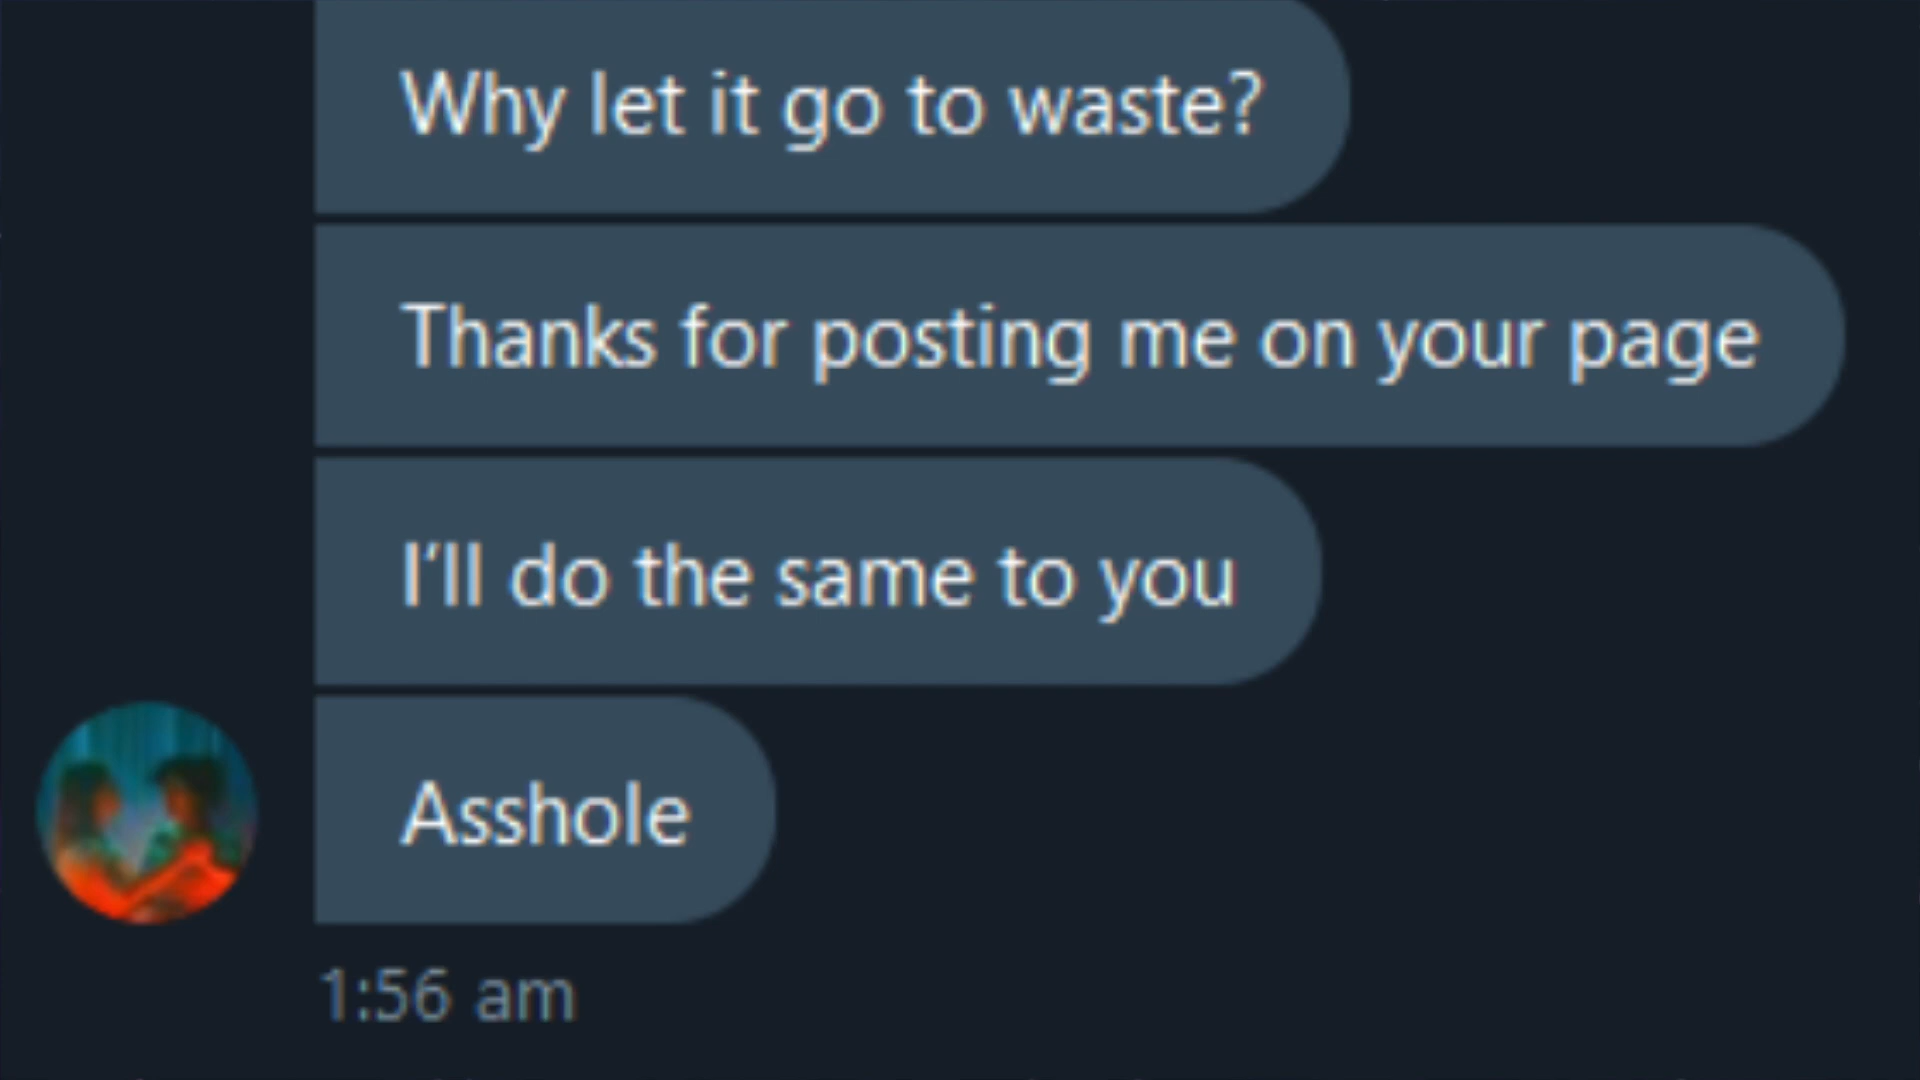 Why let it go to waste?
Thanks for posting me on your page
I'll do the same to you
Asshole
1:56 am